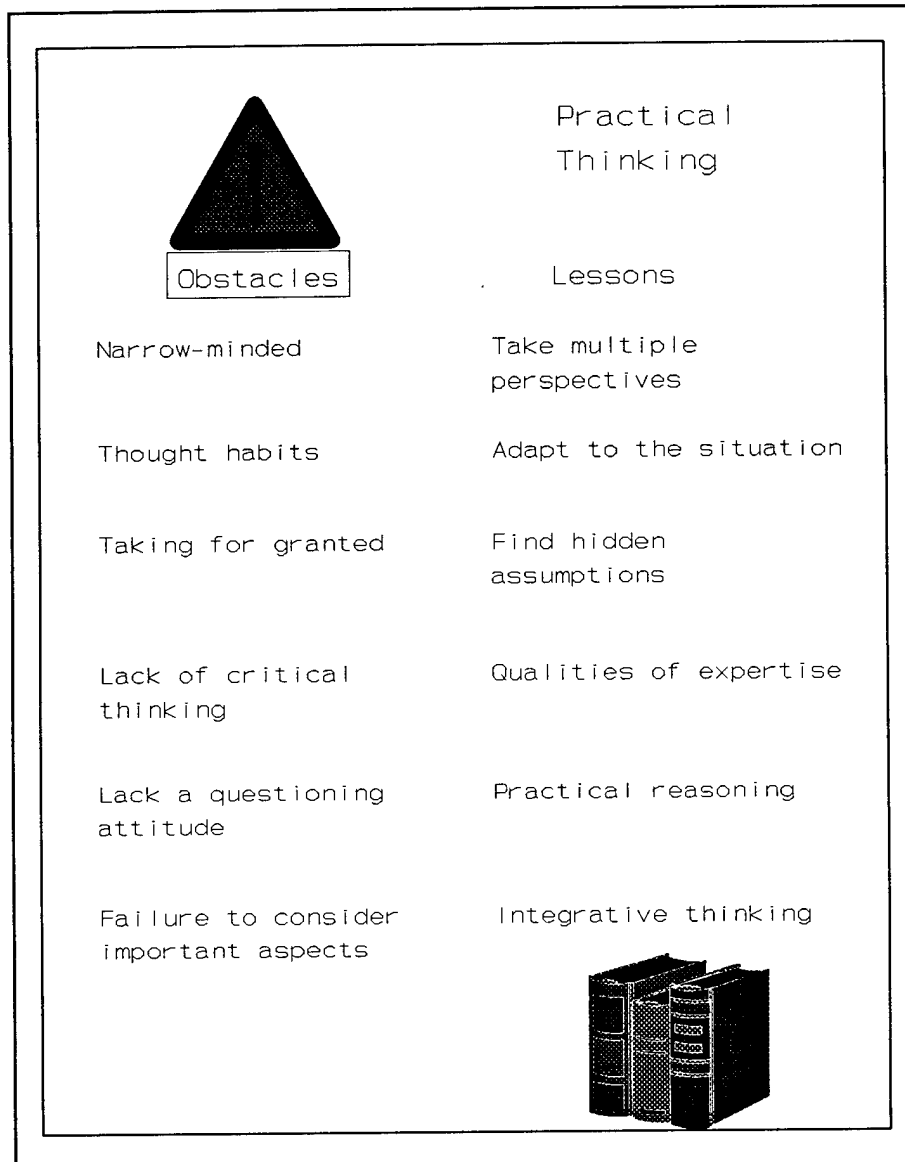 Practical
Thinking
Obstacles
Lessons
Narrow-minded
Take multiple
perspectives
Thought habits
Adapt to the situation
Taking for granted
Find hidden
assumptions
Lack of critical
thinking
Qualities of expertise
Lack a questioning
attitude
Practical reasoning
Failure to consider
important aspects
Integrative thinking